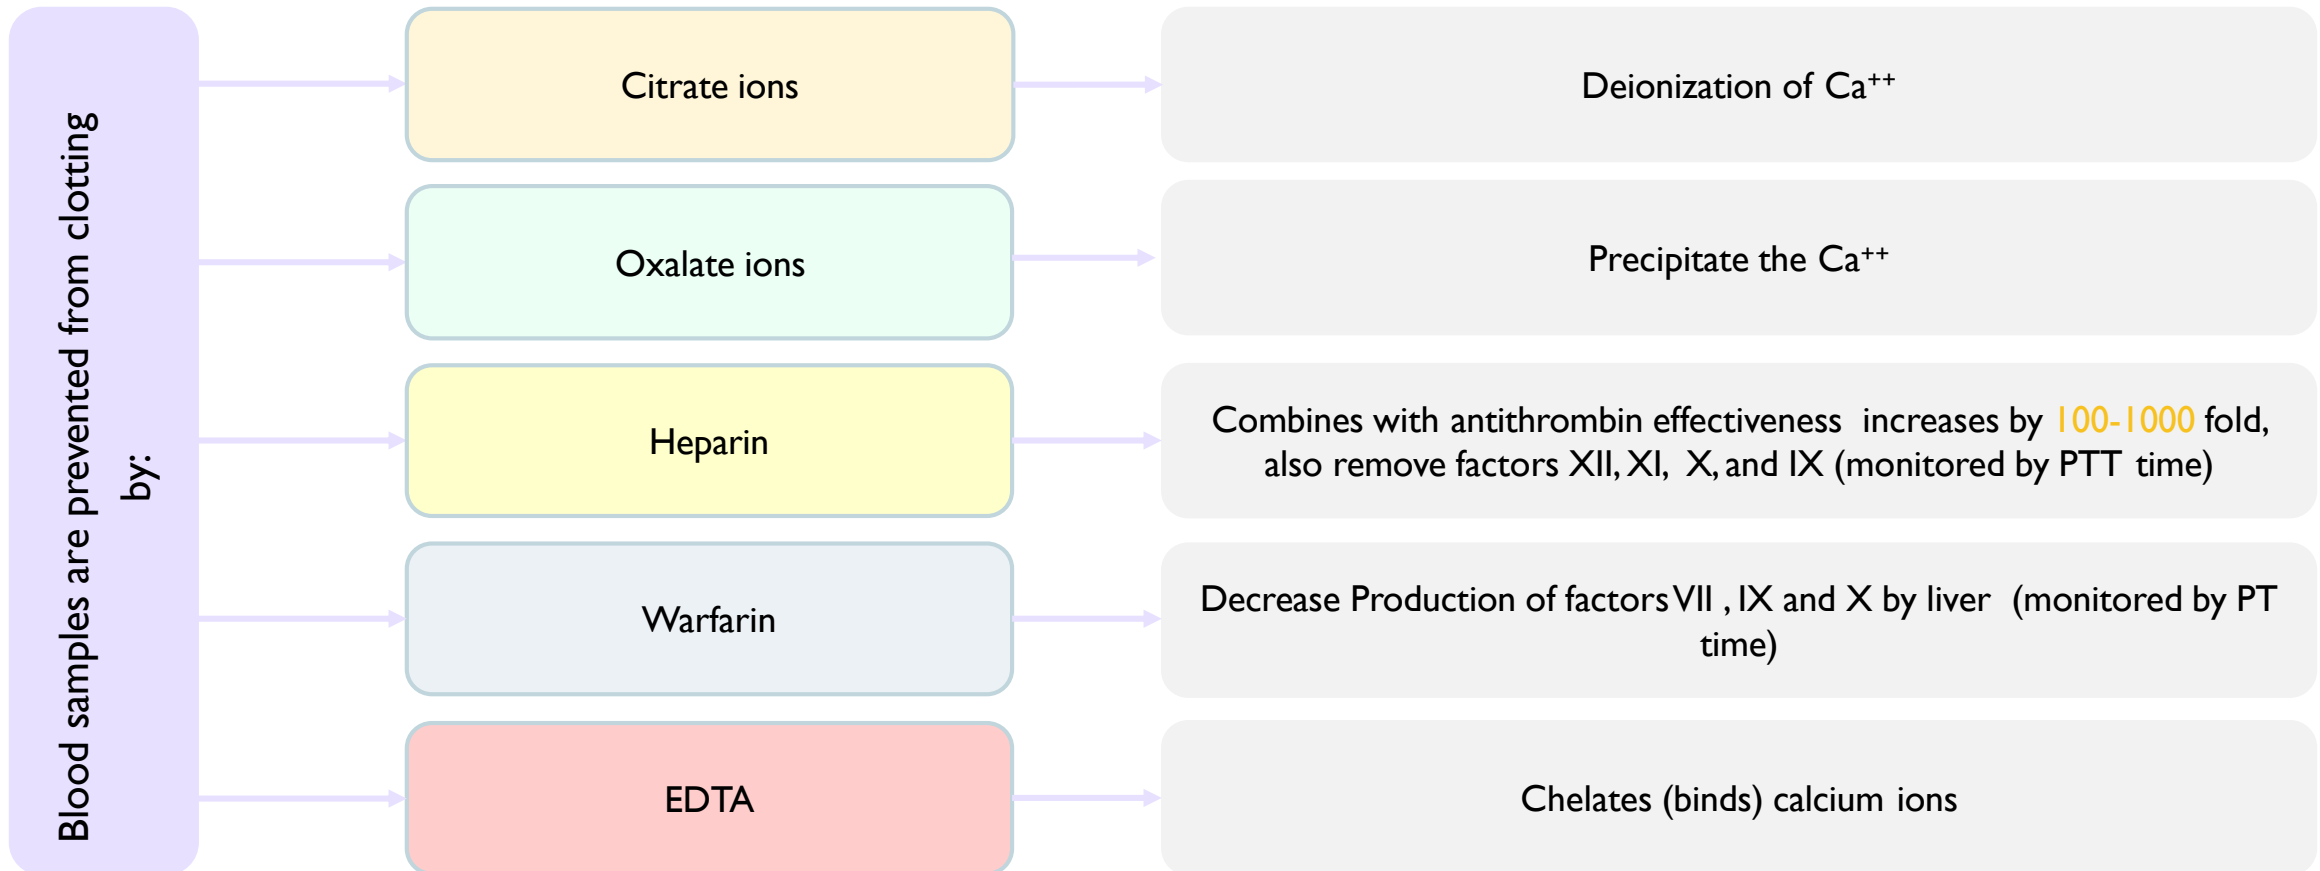 Blood samples are prevented from clotting
by:
Citrate ions
Deionization of Ca⁺⁺
Oxalate ions
Precipitate the Ca⁺⁺
Heparin
Combines with antithrombin effectiveness increases by 100-1000 fold,
also remove factors XII, XI, X, and IX (monitored by PTT time)
Warfarin
Decrease Production of factors VII , IX and X by liver (monitored by PT
time)
EDTA
Chelates (binds) calcium ions